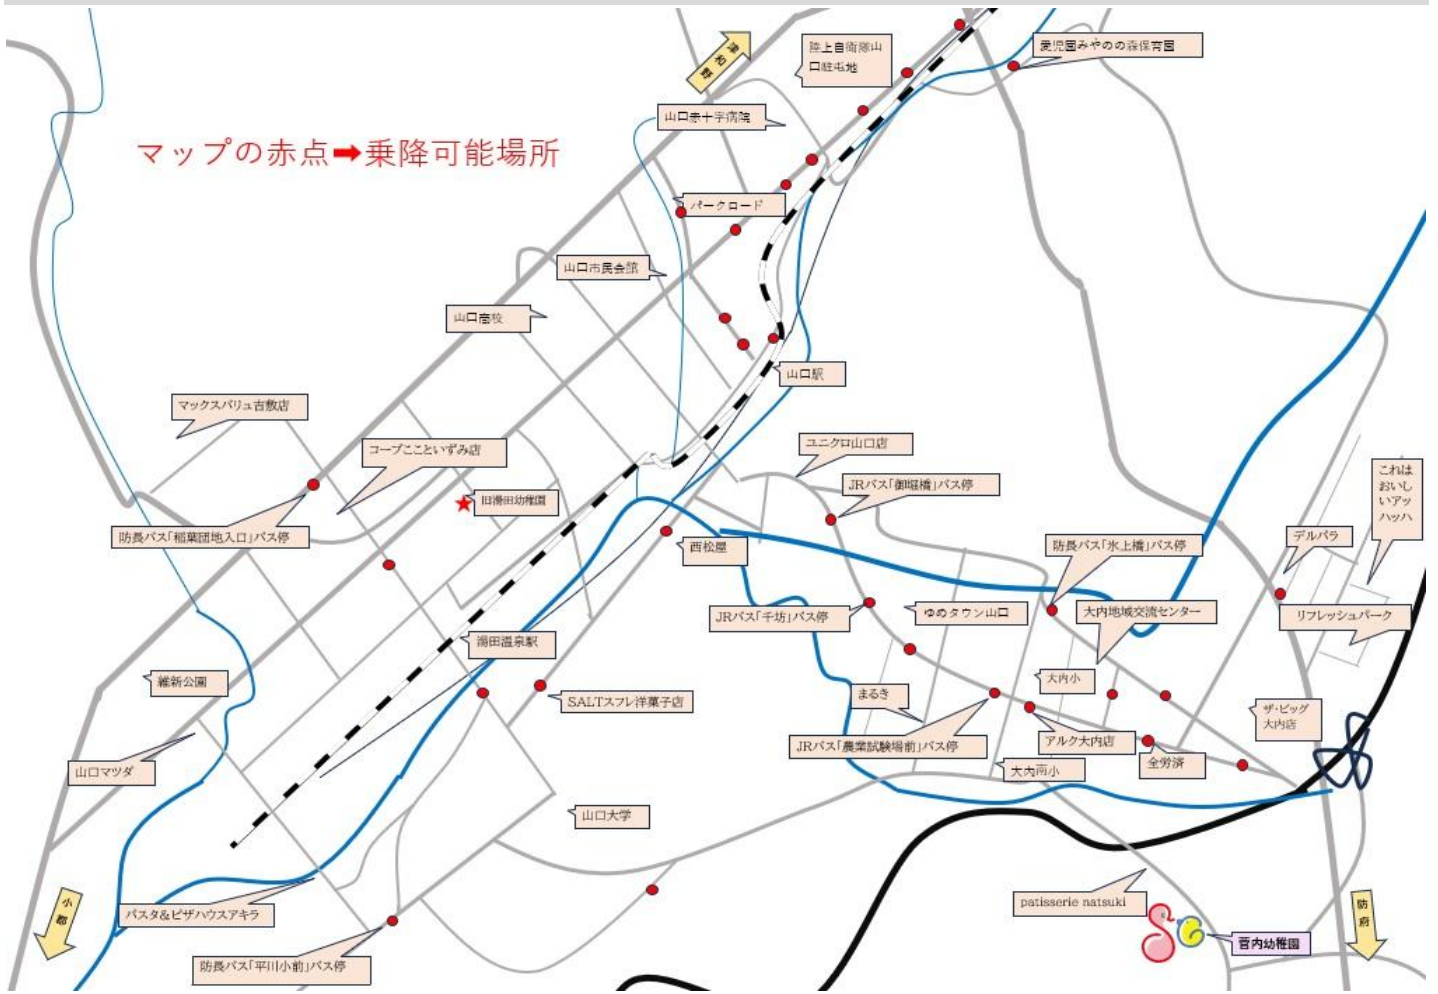 津和野
陸上自衛隊山
口駐屯地
愛児園みやのの森保育園
山口赤十字病院
マップの赤点➡乗降可能場所
パークロード
山口市民会館
山口高校
山口駅
マックスバリュ吉敷店
コープここといずみ店
ユニクロ山口店
JRバス「御堀橋」バス停
これは
おいし
いアッ
ハッハ
旧湯田幼稚園
防長バス「稲葉団地入口」バス停
西松屋
防長バス「氷上橋」バス停
デルパラ
JRバス「千坊」バス停
ゆめタウン山口
大内地域交流センター
リフレッシュパーク
湯田温泉駅
維新公園
大内小
SALTスフレ洋菓子店
まるき
ザ・ビッグ
大内店
JRバス「農業試験場前」バス停
アルク大内店
山口マツダ
大内南小
全労済
山口大学
小郡
パスタ&ピザハウスアキラ
patisserie natsuki
防府
菅内幼稚園
防長バス「平川小前」バス停